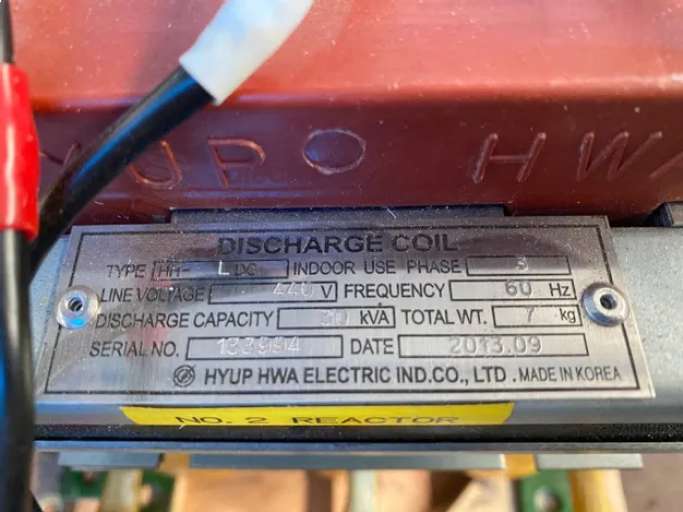 YUP HWA
DISCHARGE COIL
TYPE HH-LDC INDOOR USE PHASE 3
LINE VOLTAGE 440 V FREQUENCY 60 Hz
DISCHARGE CAPACITY kVA TOTAL WT. 7 kg
SERIAL NO. DATE 2013.09
HYUP HWA ELECTRIC IND.CO., LTD. MADE IN KOREA
NO. 2 REACTOR